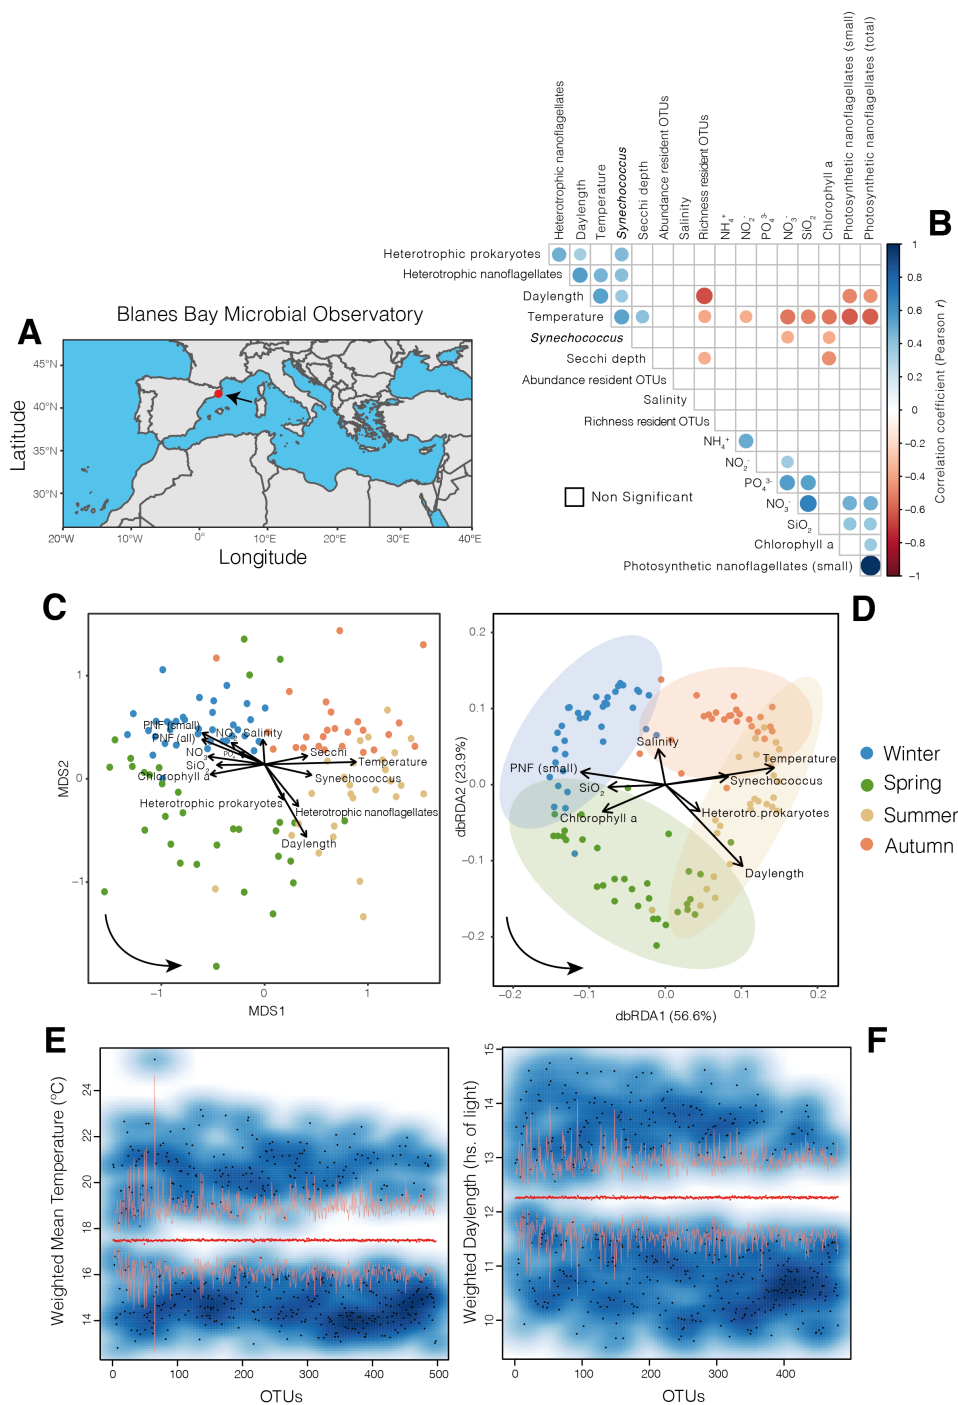 Heterotrophic nanoflagellates
Daylength
Temperature
Synechococcus
Secchi depth
Abundance resident OTUs
Salinity
Richness resident OTUs
NH4+
NO2-
PO43-
NO3-
SiO2
Chlorophyll a
Photosynthetic nanoflagellates (small)
Photosynthetic nanoflagellates (total)
B
Heterotrophic prokaryotes
Heterotrophic nanoflagellates
Daylength
Temperature
Synechococcus
Secchi depth
Abundance resident OTUs
Salinity
Richness resident OTUs
NH4+
NO2-
PO43-
NO3-
SiO2
Chlorophyll a
Photosynthetic nanoflagellates (small)
Non Significant
1
0.8
0.6
0.4
0.2
0
−0.2
−0.4
−0.6
−0.8
−1
Correlation coefficient (Pearson r)
A
Blanes Bay Microbial Observatory
45°N
40°N
35°N
30°N
Latitude
20°W
10°W
0°
10°E
20°E
30°E
40°E
Longitude
C
MDS2
1
0
−1
PNF (small)
PNF (all)
NO2
Salinity
NO3
PO4
Secchi
SiO2
Temperature
Chlorophyll a
Synechococcus
Heterotrophic prokaryotes
Heterotrophic nanoflagellates
Daylength
−1
0
1
MDS1
D
dbRDA2 (23.9%)
0.2
0.1
0.0
−0.1
−0.2
Salinity
Temperature
PNF (small)
Synechococcus
SiO2
Heterotro.prokaryotes
Chlorophyll a
Daylength
−0.2
−0.1
0.0
0.1
0.2
dbRDA1 (56.6%)
Winter
Spring
Summer
Autumn
E
Weighted Mean Temperature (°C)
24
22
20
18
16
14
0
100
200
300
400
500
OTUs
F
Weighted Daylength (hs. of light)
15
14
13
12
11
10
0
100
200
300
400
OTUs